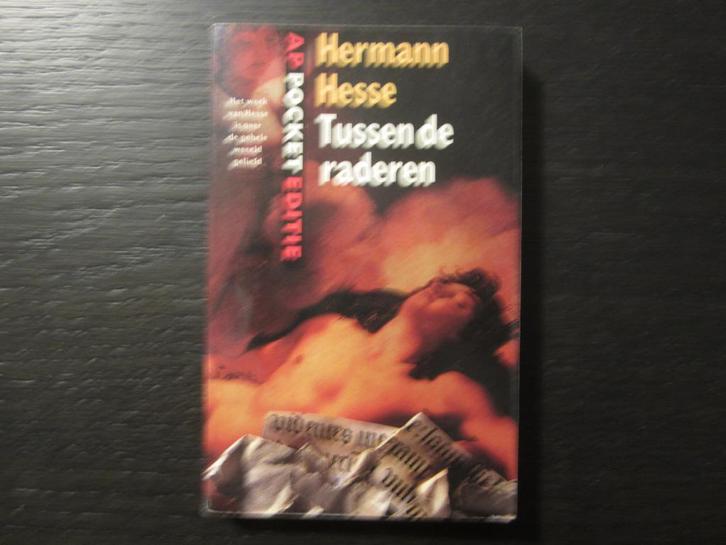 Hermann
Hesse
Tussen de
raderen
AP POCKET EDITIE
Het werk
van Hesse
is over
de gehele
wereld
geliefd